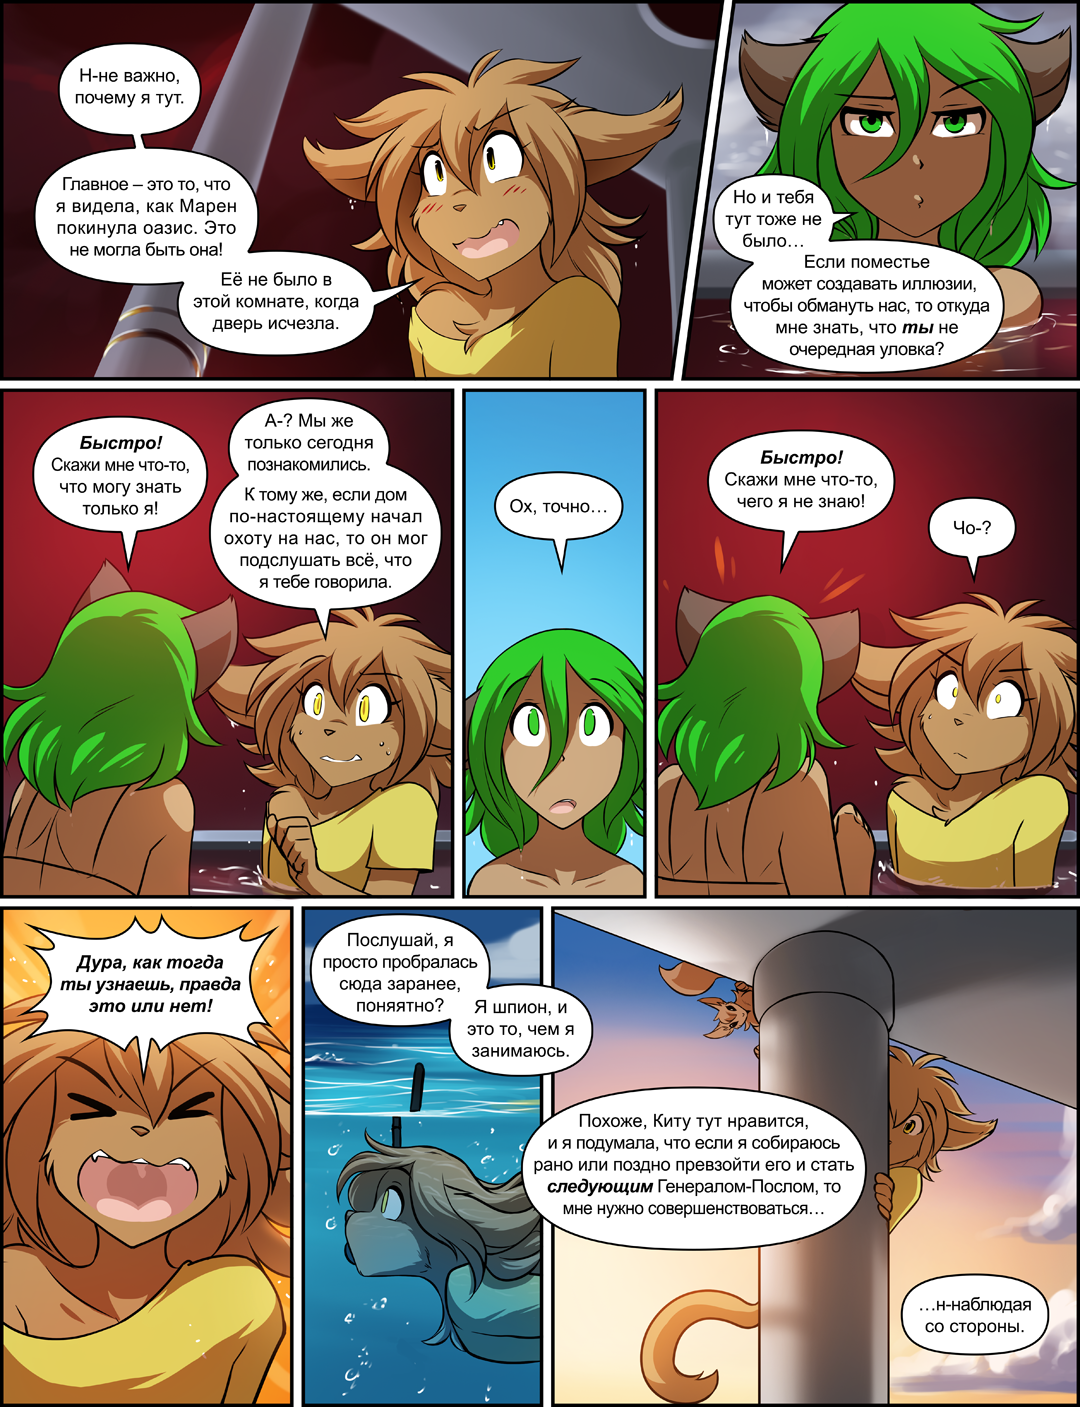 Н-не важно,
почему я тут.
Главное – это то, что
я видела, как Марен
покинула оазис. Это
не могла быть она!
Её не было в
этой комнате, когда
дверь исчезла.
Но и тебя
тут тоже не
было…
Если поместье
может создавать иллюзии,
чтобы обмануть нас, то откуда
мне знать, что ты не
очередная уловка?
Быстро!
Скажи мне что-то,
что могу знать
только я!
А-? Мы же
только сегодня
познакомились.
К тому же, если дом
по-настоящему начал
охоту на нас, то он мог
подслушать всё, что
я тебе говорила.
Ох, точно…
Быстро!
Скажи мне что-то,
чего я не знаю!
Чо-?
Дура, как тогда
ты узнаешь, правда
это или нет!
Послушай, я
просто пробралась
сюда заранее,
поняятно?
Я шпион, и
это то, чем я
занимаюсь.
Похоже, Киту тут нравится,
и я подумала, что если я собираюсь
рано или поздно превзойти его и стать
следующим Генералом-Послом, то
мне нужно совершенствоваться…
…н-наблюдая
со стороны.